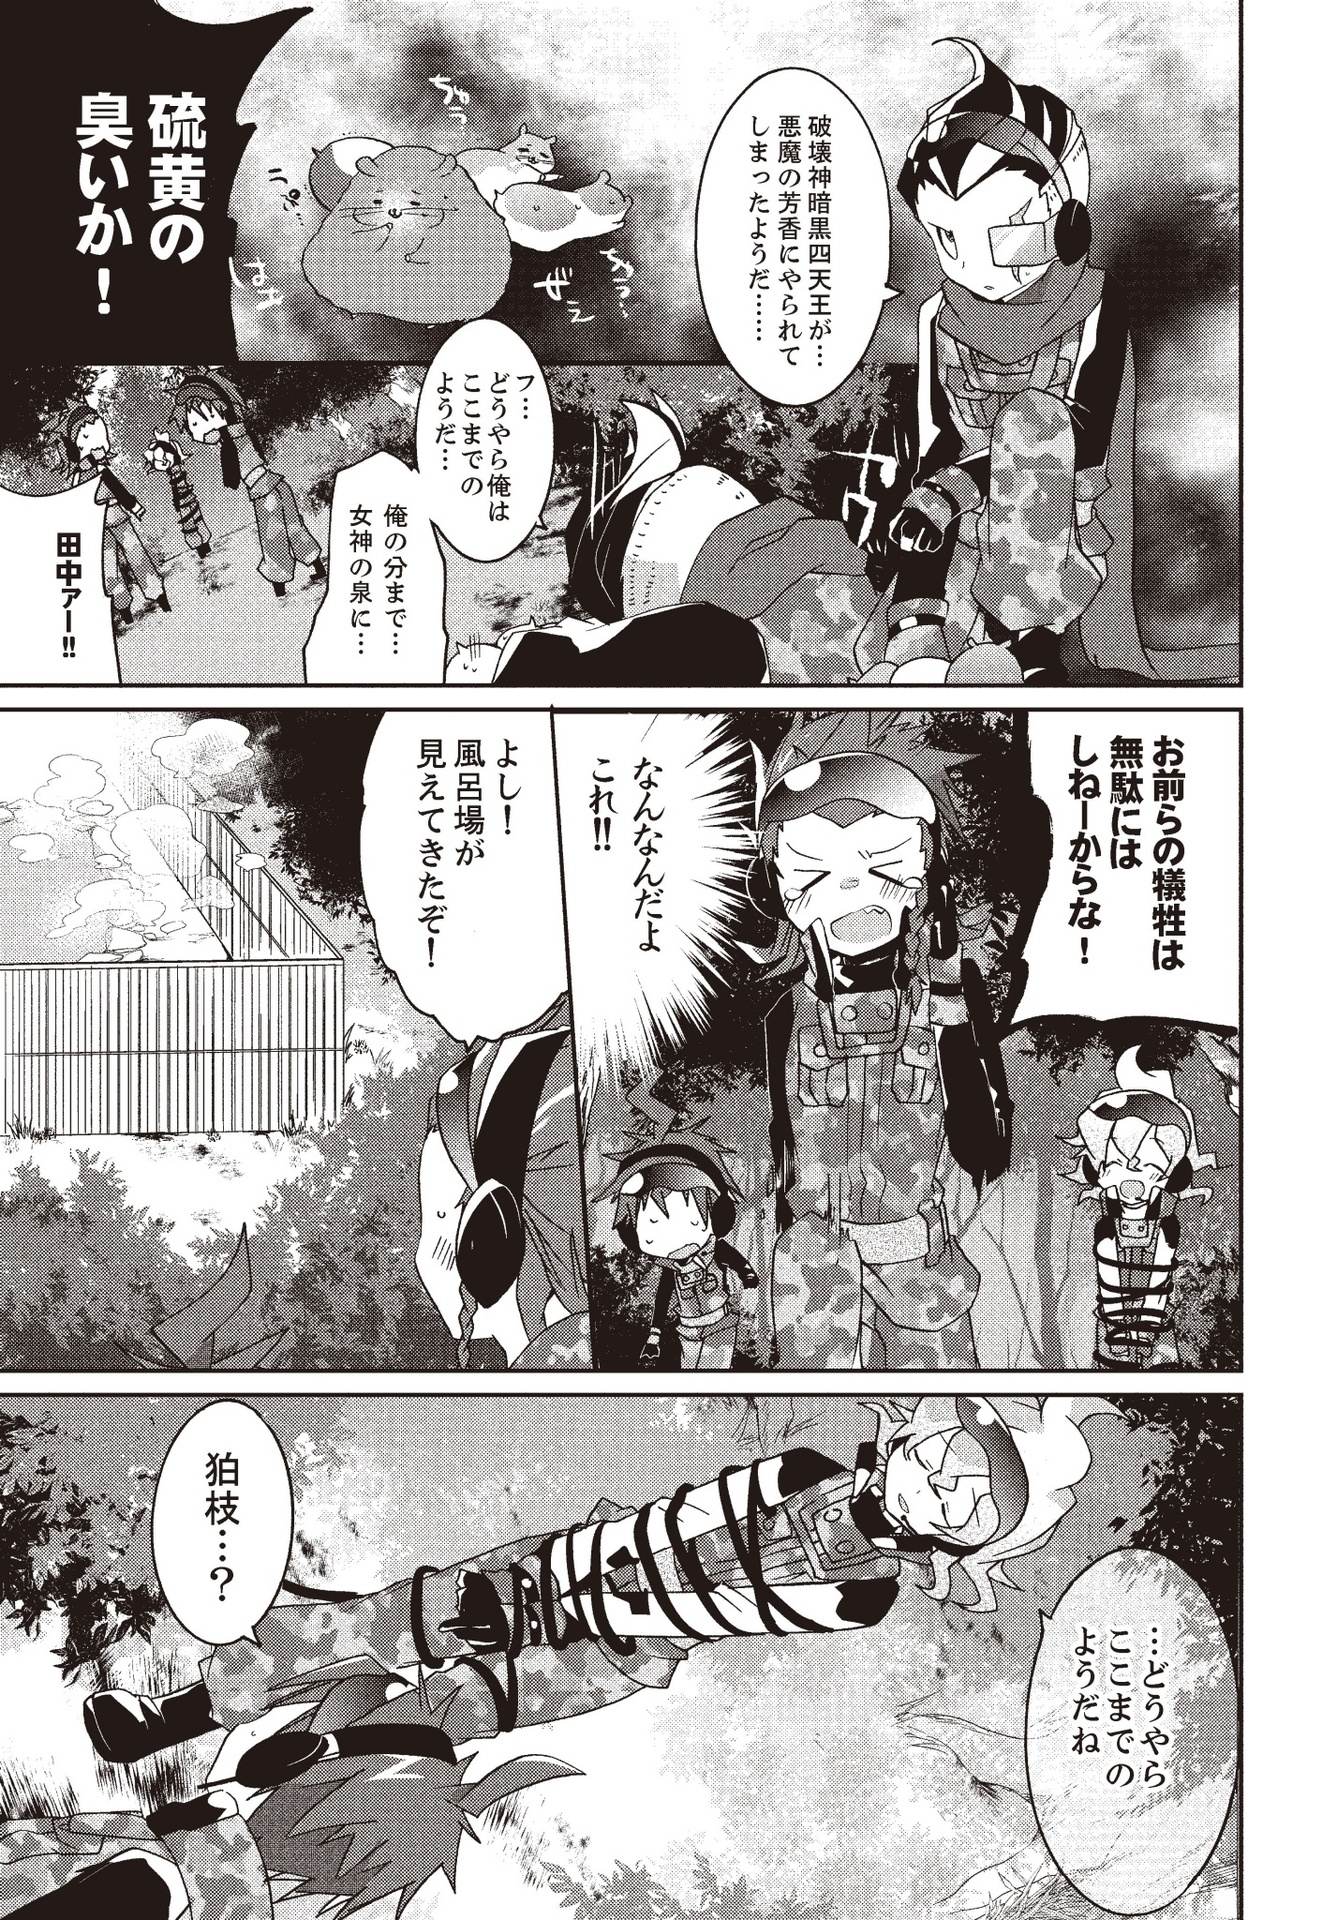 破壊神暗黒四天王が…
悪魔の芳香にやられて
しまったようだ……
ちゅう
ぜえ
硫黄の
臭いか!
フ…
どうやら俺は
ここまでの
ようだ…
俺の分まで…
女神の泉に…
田中ァー!!
お前らの犠牲は
無駄には
しねーからな!
なんなんだよ
これ!!
よし!
風呂場が
見えてきたぞ!
…どうやら
ここまでの
ようだね
狛枝…?